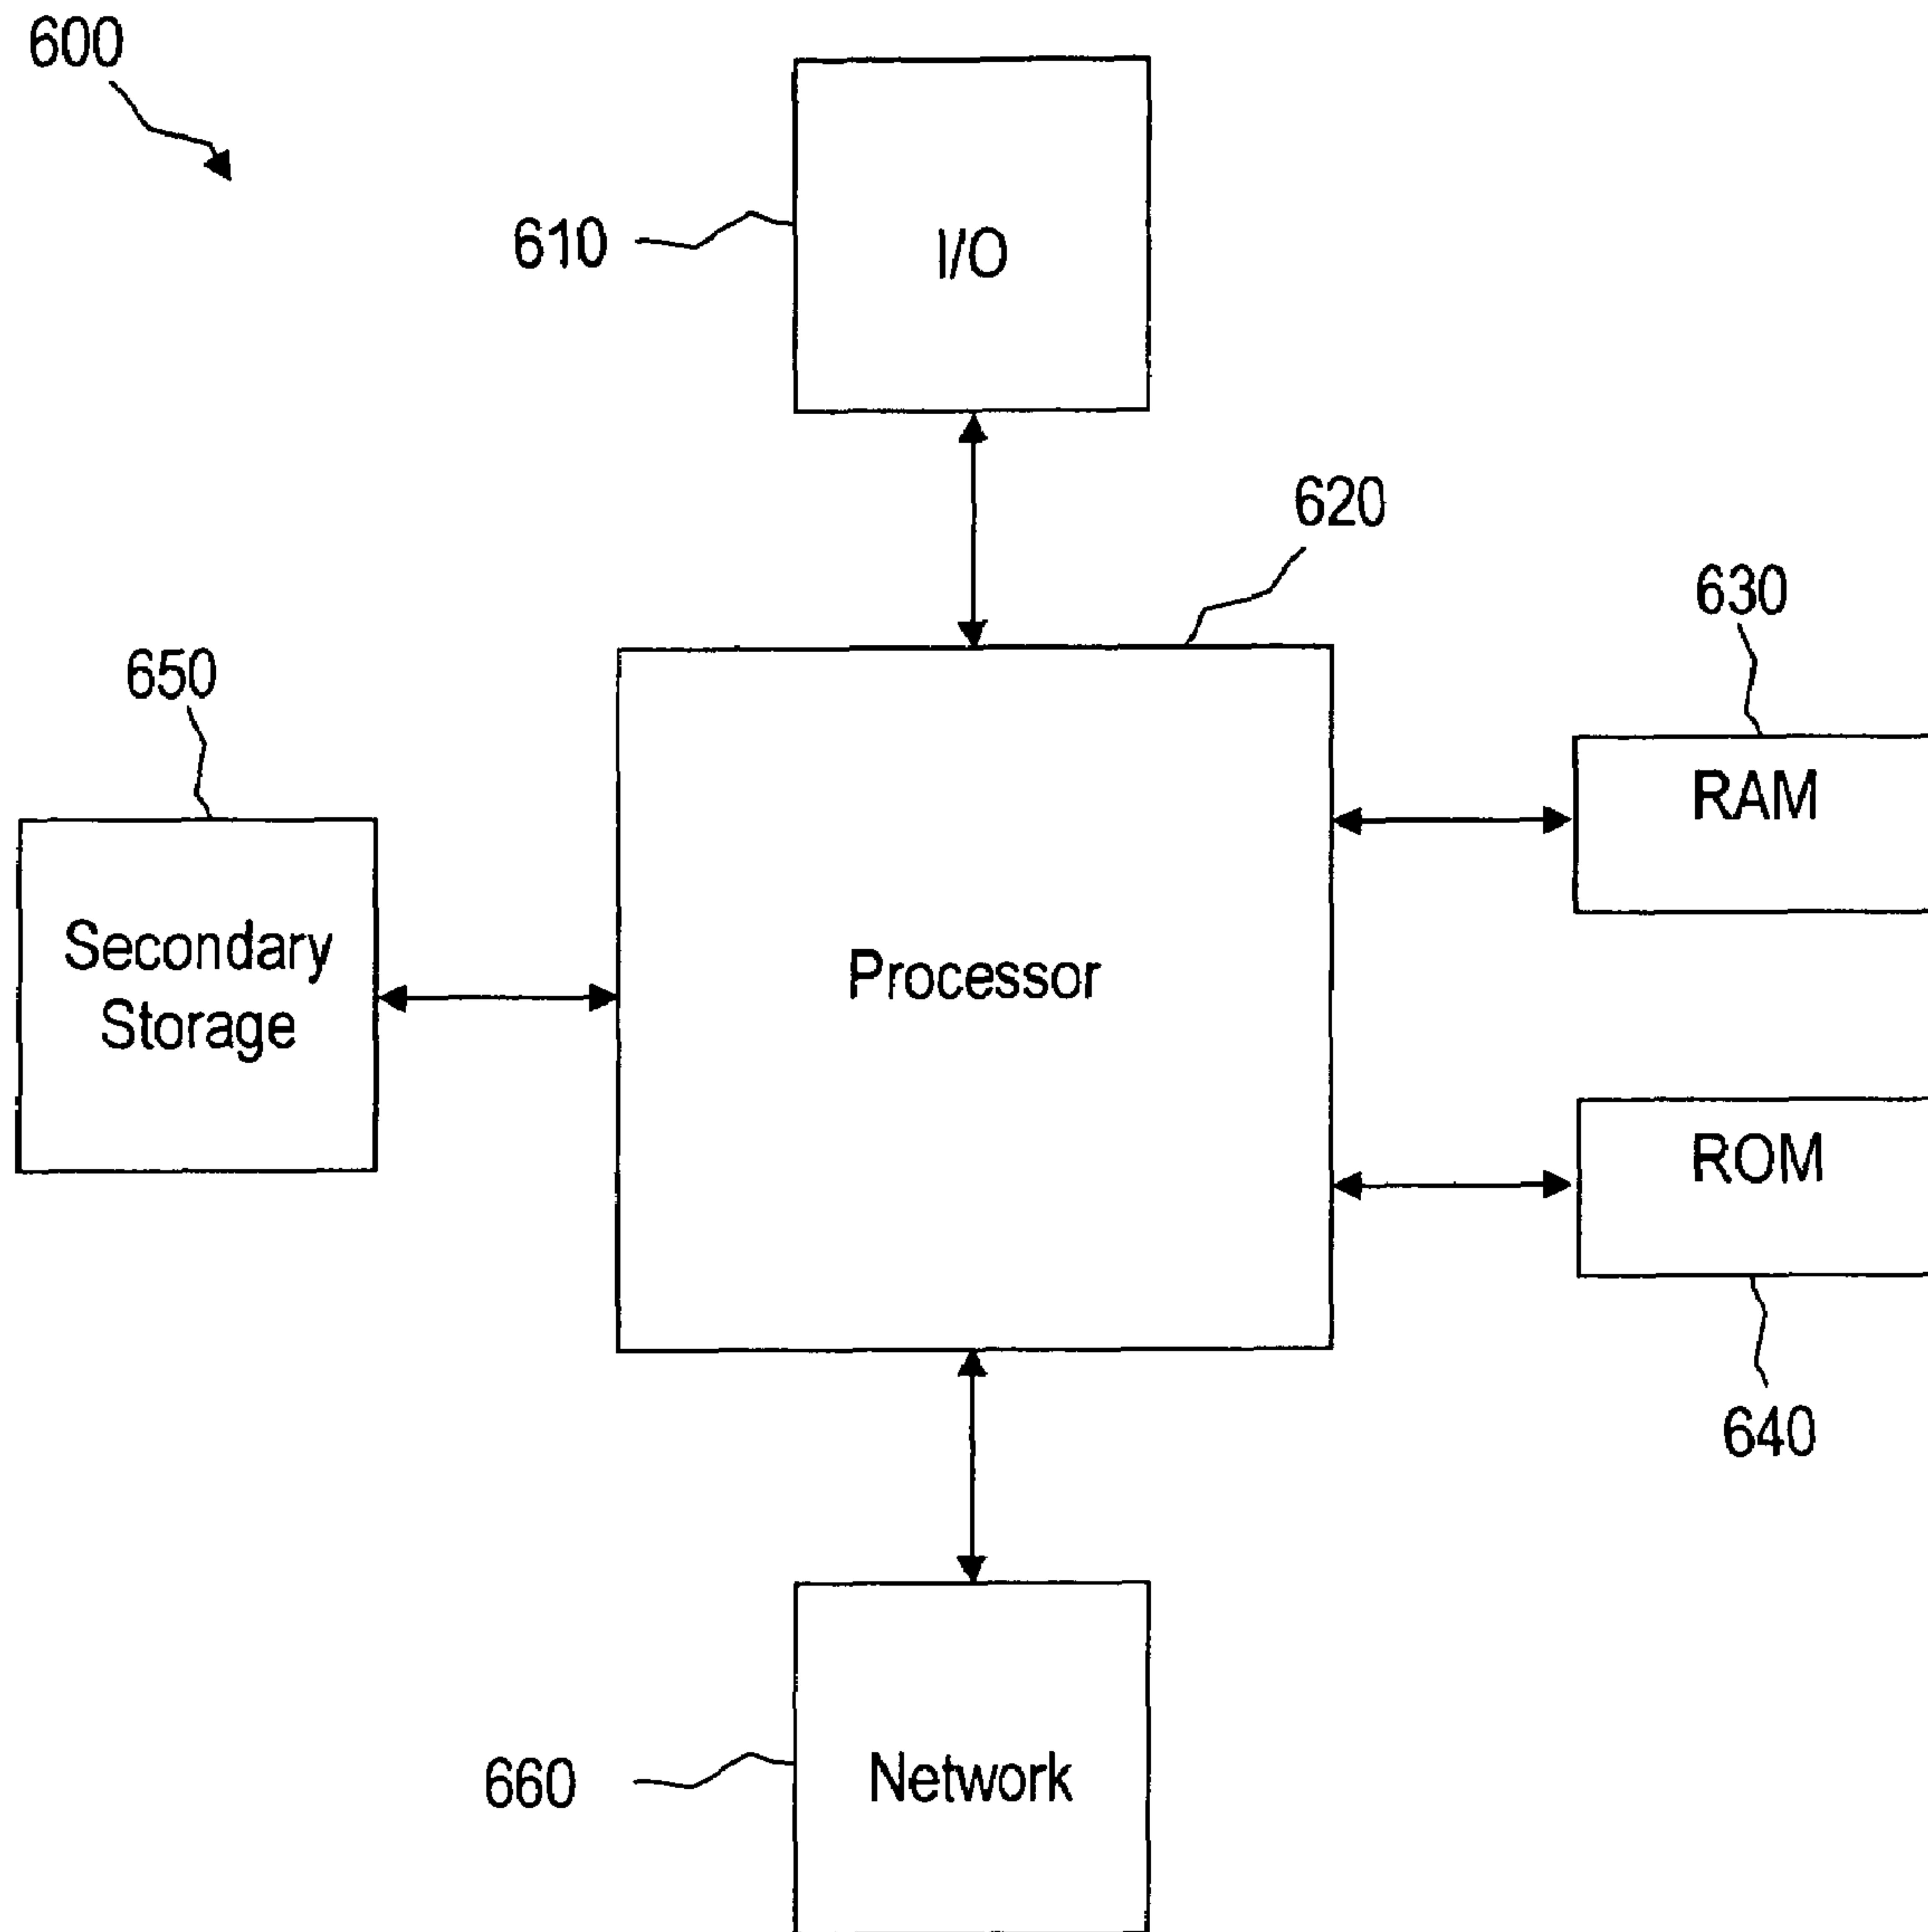 600
610
I/O
620
630
650
RAM
Secondary
Storage
Processor
ROM
640
660
Network